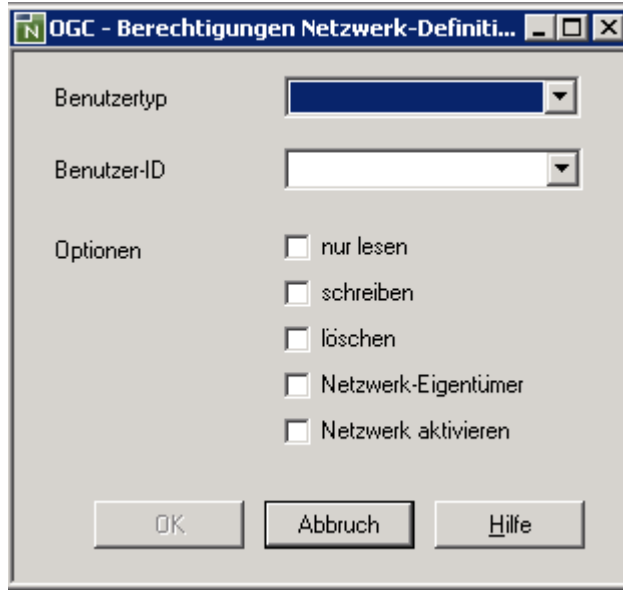 OGC - Berechtigungen Netzwerk-Definiti...
Benutzertyp
Benutzer-ID
Optionen
nur lesen
schreiben
löschen
Netzwerk-Eigentümer
Netzwerk aktivieren
OK Abbruch Hilfe